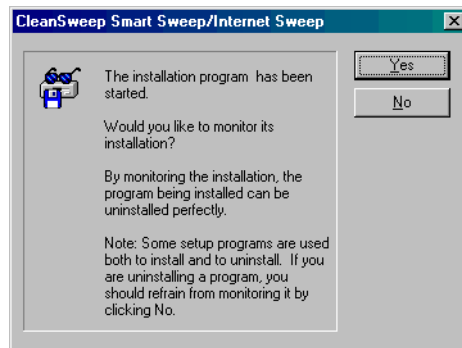 CleanSweep Smart Sweep/Internet Sweep
The installation program has been
started.
Would you like to monitor its
installation?
By monitoring the installation, the
program being installed can be
uninstalled perfectly.
Note: Some setup programs are used
both to install and to uninstall. If you
are uninstalling a program, you
should refrain from monitoring it by
clicking No.
Yes
No